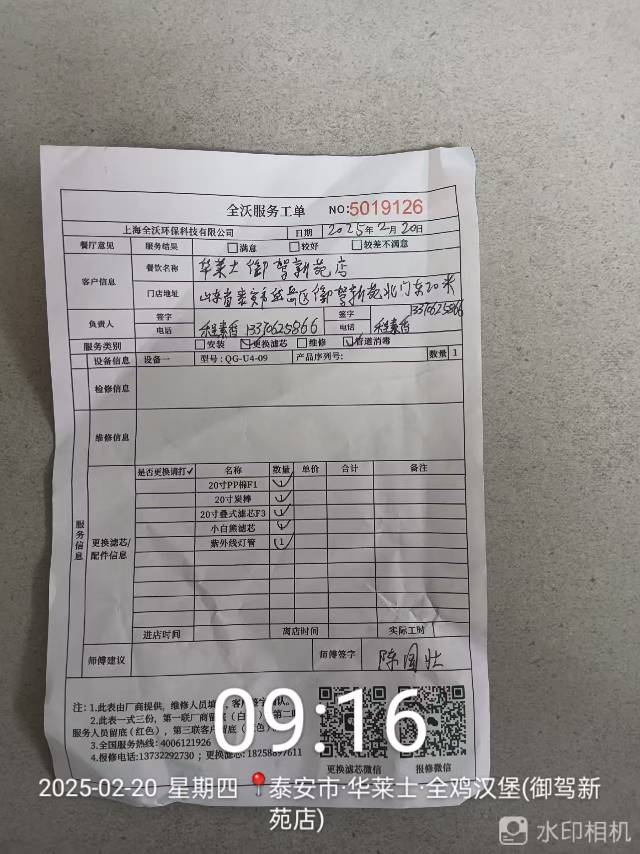 全沃服务工单 NO:5019126
上海全沃环保科技有限公司 日期 2025年2月20日
餐厅意见 服务结果 □满意 □较好 □较差不满意
客户信息 餐饮名称 华莱士御驾新苑店
门店地址 山东省泰安市岱岳区御驾新苑北门东20米
负责人 签字 签字 13370625866
电话 13370625866 电话
服务类别 □安装 ☑更换滤芯 □维修 ☑管道消毒
设备信息 设备一 型号:QG-U4-09 产品序列号: 数量 1
检修信息
维修信息
服务信息
更换滤芯/配件信息
是否更换请打✓ 名称 数量 单价 合计 备注
20寸PP棉F1 1
20寸炭棒 1
20寸叠式滤芯F3 1
小白熊滤芯 1
紫外线灯管 1
进店时间 离店时间 实际工时
师傅建议 师傅签字 陈国壮
注:1.此表由厂商提供,维修人员填
2.此表一式三份,第一联厂商留底(白
服务人员留底(红色),第三联客户留底
3.全国服务热线:4006121926
4.报修电话:13732292730; 更换滤芯:18258897611
更换滤芯微信 报修微信
09:16
2025-02-20 星期四 泰安市·华莱士·全鸡汉堡(御驾新
苑店)
水印相机